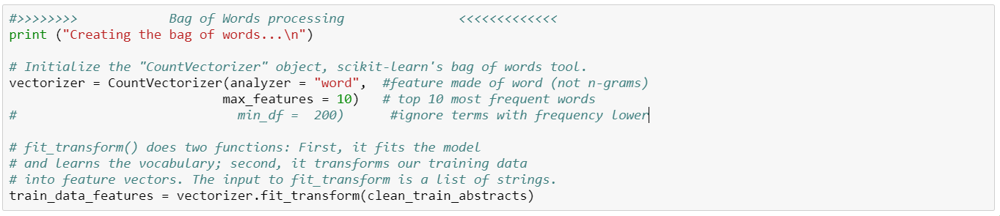 #>>>>>>>>            Bag of Words processing               <<<<<<<<<<<<<
print ("Creating the bag of words...\n")
# Initialize the "CountVectorizer" object, scikit-learn's bag of words tool.
vectorizer = CountVectorizer(analyzer = "word",  #feature made of word (not n-grams)
                            max_features = 10)   # top 10 most frequent words
#                             min_df =  200)      #ignore terms with frequency lower
# fit_transform() does two functions: First, it fits the model
# and learns the vocabulary; second, it transforms our training data
# into feature vectors. The input to fit_transform is a list of strings.
train_data_features = vectorizer.fit_transform(clean_train_abstracts)